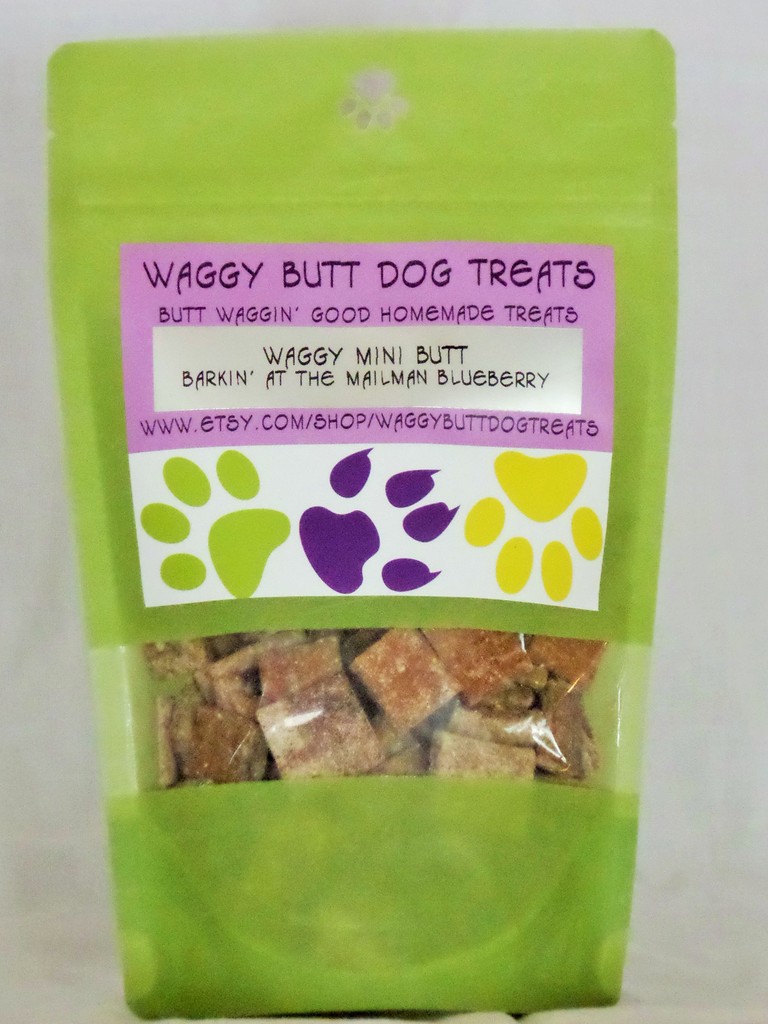 WAGGY BUTT DOG TREATS
BUTT WAGGIN' GOOD HOMEMADE TREATS
WAGGY MINI BUTT
BARKIN' AT THE MAILMAN BLUEBERRY
WWW.ETSY.COM/SHOP/WAGGYBUTTDOGTREATS